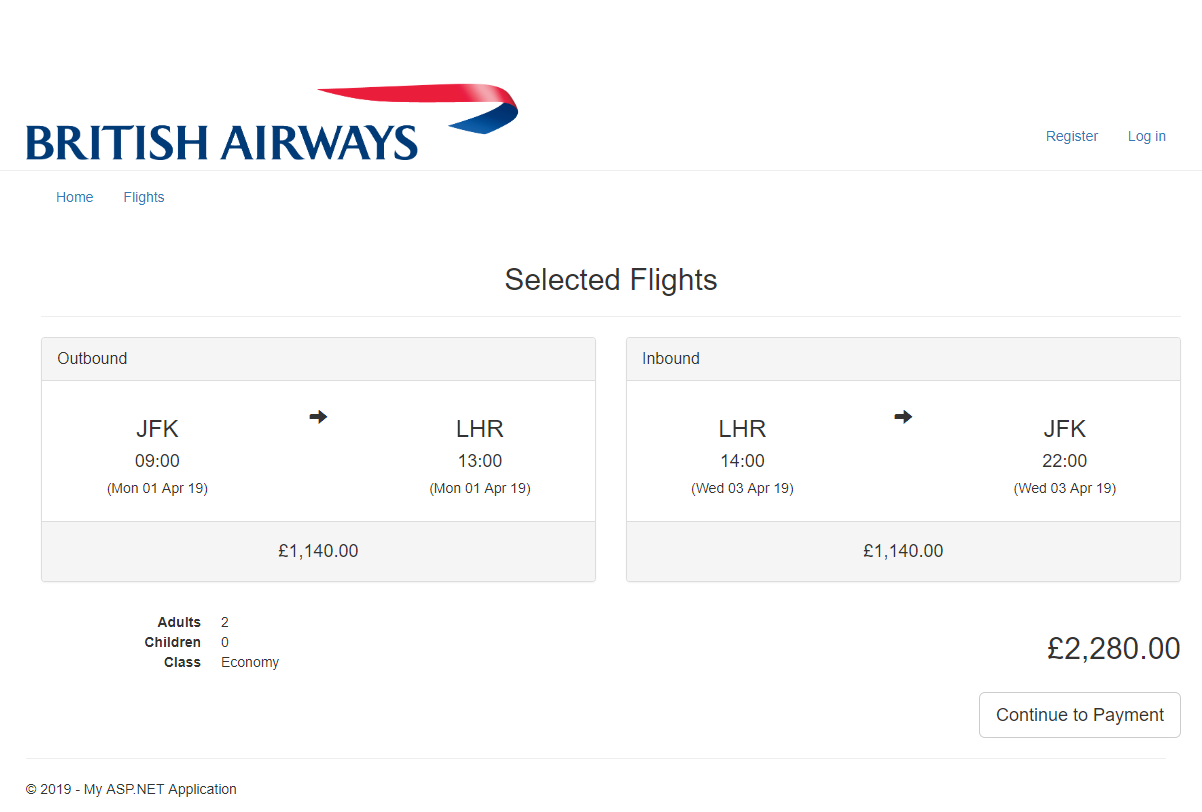 BRITISH AIRWAYS
Register Log in
Home Flights
Selected Flights
Outbound
JFK LHR
09:00 13:00
(Mon 01 Apr 19) (Mon 01 Apr 19)
£1,140.00
Inbound
LHR JFK
14:00 22:00
(Wed 03 Apr 19) (Wed 03 Apr 19)
£1,140.00
Adults 2
Children 0
Class Economy
£2,280.00
Continue to Payment
© 2019 - My ASP.NET Application